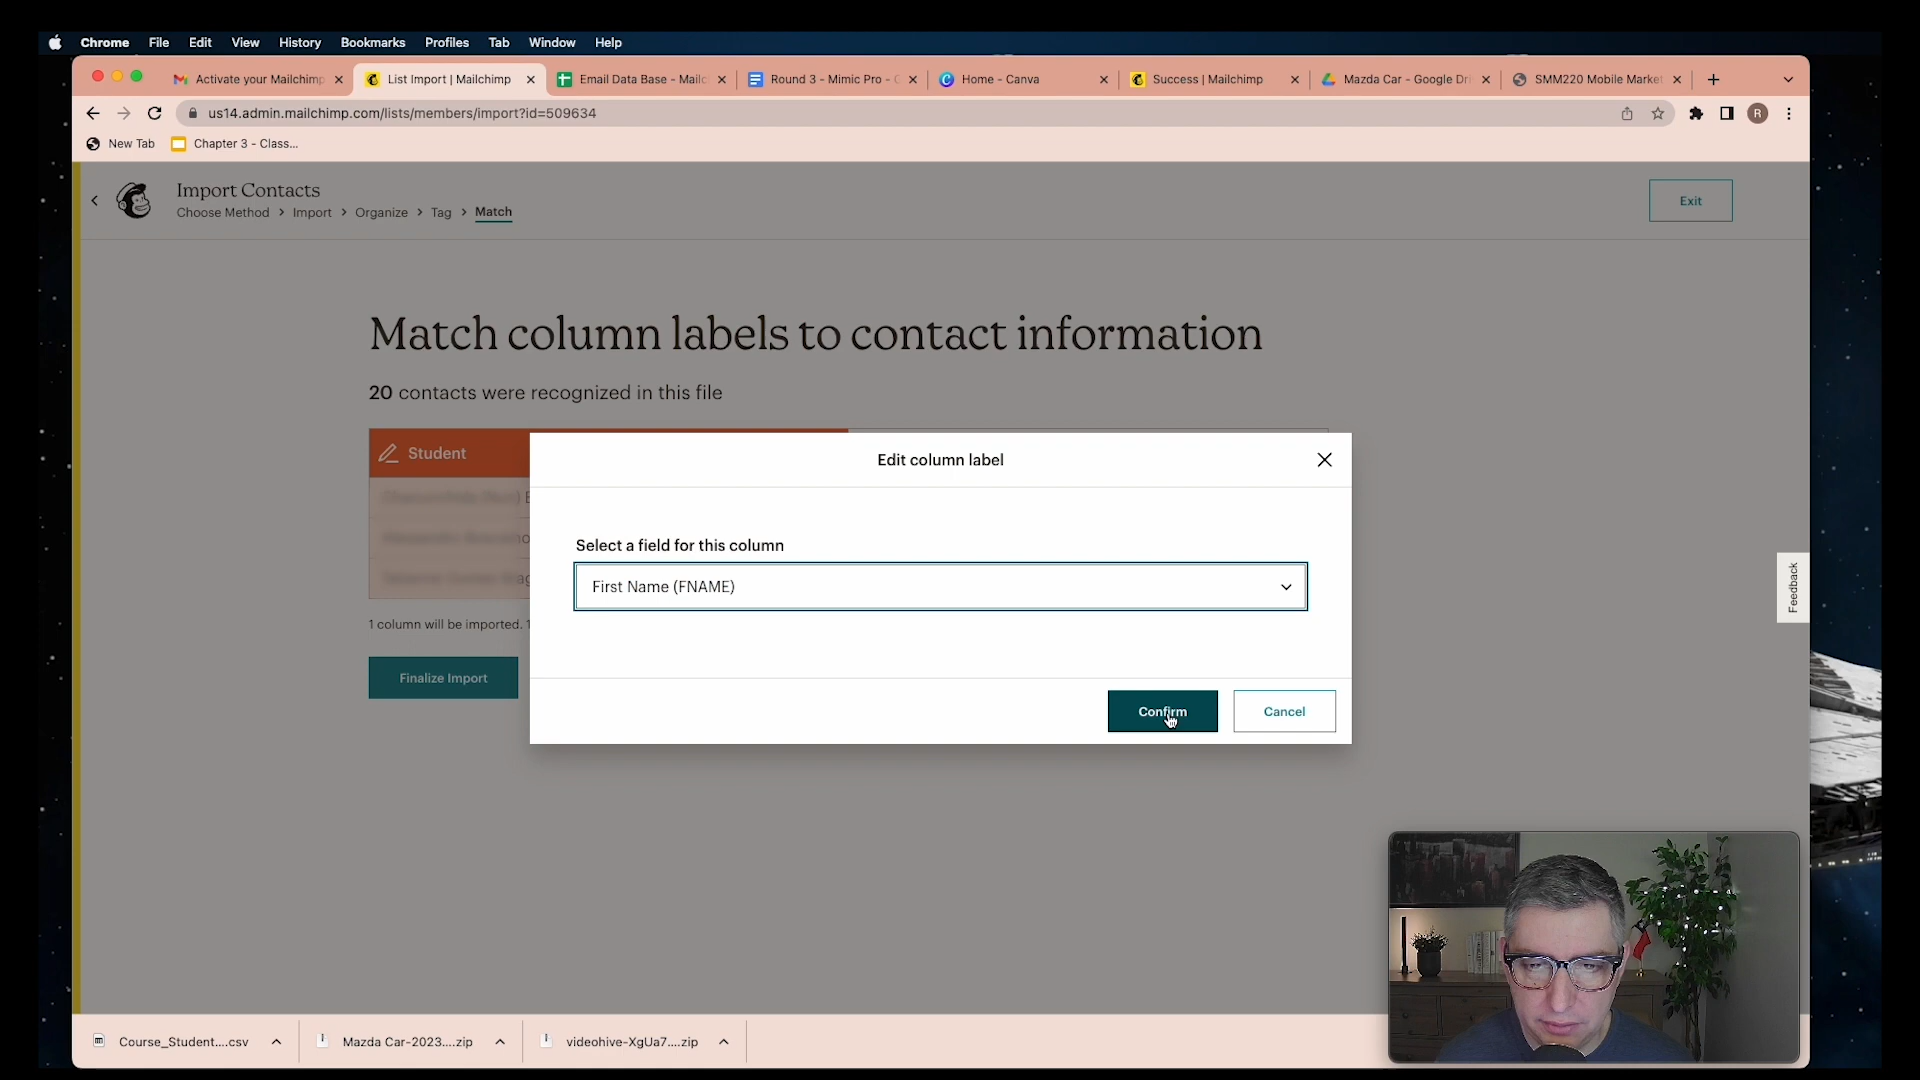 Chrome File Edit View History Bookmarks Profiles Tab Window Help
Activate your Mailchimp
List Import | Mailchimp
Email Data Base - Mailc
Round 3 - Mimic Pro - C
Home - Canva
Success | Mailchimp
Mazda Car - Google Dri
SMM220 Mobile Market
us14.admin.mailchimp.com/lists/members/import?id=509634
R
New Tab
Chapter 3 - Class...
Import Contacts
Choose Method > Import > Organize > Tag > Match
Exit
Match column labels to contact information
20 contacts were recognized in this file
Student
Edit column label
Select a field for this column
First Name (FNAME)
1 column will be imported. 1
Finalize Import
Confirm
Cancel
Feedback
Course_Student....csv
Mazda Car-2023....zip
videohive-XgUa7....zip